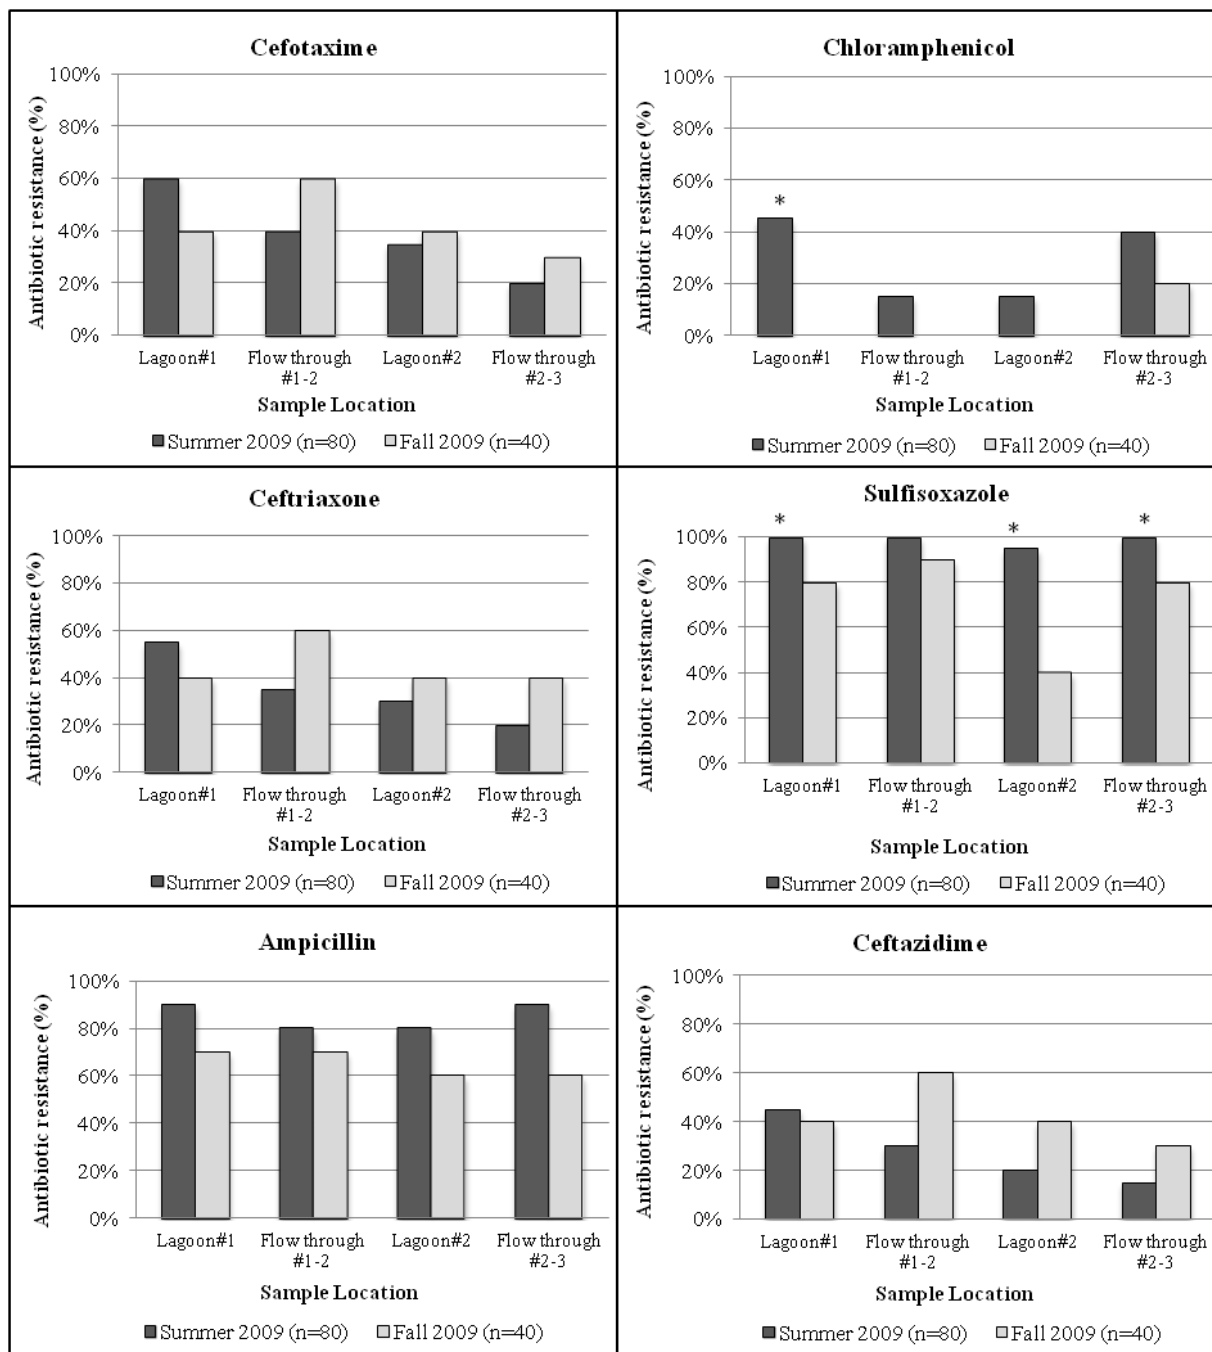 Cefotaxime
Antibiotic resistance (%)
100%
80%
60%
40%
20%
0%
Lagoon#1 Flow through Lagoon#2 Flow through
#1-2 #2-3
Sample Location
Summer 2009 (n=80) Fall 2009 (n=40)
Chloramphenicol
Antibiotic resistance (%)
100%
80%
60%
*
40%
20%
0%
Lagoon#1 Flow through Lagoon#2 Flow through
#1-2 #2-3
Sample Location
Summer 2009 (n=80) Fall 2009 (n=40)
Ceftriaxone
Antibiotic resistance (%)
100%
80%
60%
40%
20%
0%
Lagoon#1 Flow through Lagoon#2 Flow through
#1-2 #2-3
Sample Location
Summer 2009 (n=80) Fall 2009 (n=40)
Sulfisoxazole
Antibiotic resistance (%)
* * *
100%
80%
60%
40%
20%
0%
Lagoon#1 Flow through Lagoon#2 Flow through
#1-2 #2-3
Sample Location
Summer 2009 (n=80) Fall 2009 (n=40)
Ampicillin
Antibiotic resistance (%)
100%
80%
60%
40%
20%
0%
Lagoon#1 Flow through Lagoon#2 Flow through
#1-2 #2-3
Sample Location
Summer 2009 (n=80) Fall 2009 (n=40)
Ceftazidime
Antibiotic resistance (%)
100%
80%
60%
40%
20%
0%
Lagoon#1 Flow through Lagoon#2 Flow through
#1-2 #2-3
Sample Location
Summer 2009 (n=80) Fall 2009 (n=40)